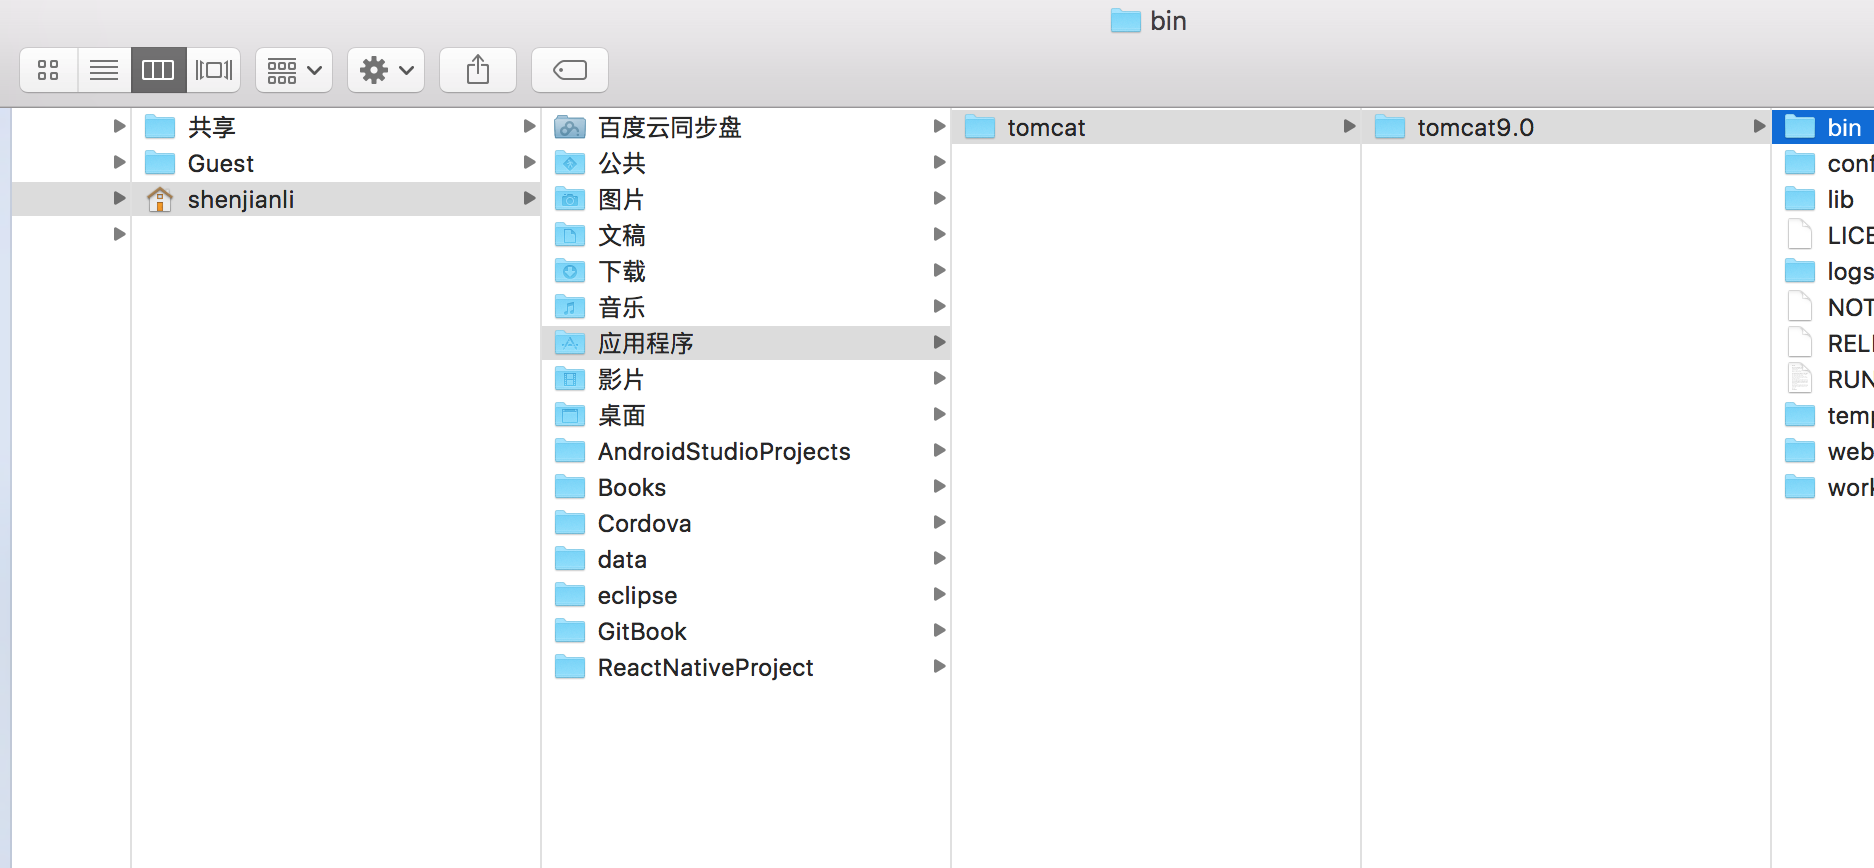 bin
共享
Guest
shenjianli
百度云同步盘
公共
图片
文稿
下载
音乐
应用程序
影片
桌面
AndroidStudioProjects
Books
Cordova
data
eclipse
GitBook
ReactNativeProject
tomcat
tomcat9.0
bin
conf
lib
LICE
logs
NOT
REL
RUN
temp
web
work